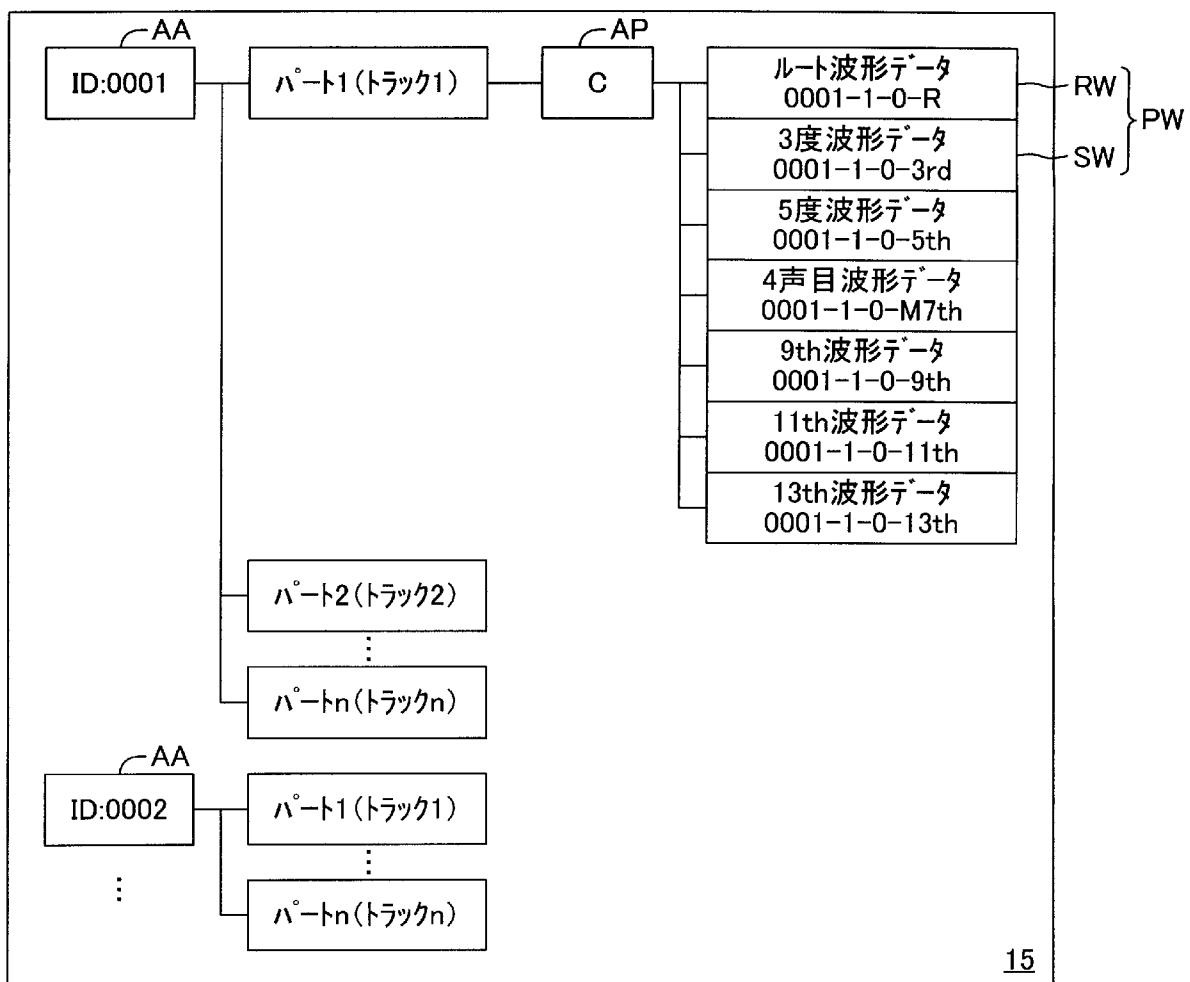 AA
AP
ID:0001
パート1(トラック1)
C
ルート波形データ
0001-1-0-R
RW
PW
3度波形データ
0001-1-0-3rd
SW
5度波形データ
0001-1-0-5th
4声目波形データ
0001-1-0-M7th
9th波形データ
0001-1-0-9th
11th波形データ
0001-1-0-11th
13th波形データ
0001-1-0-13th
パート2(トラック2)
⋮
パートn(トラックn)
AA
ID:0002
パート1(トラック1)
⋮
⋮
パートn(トラックn)
15